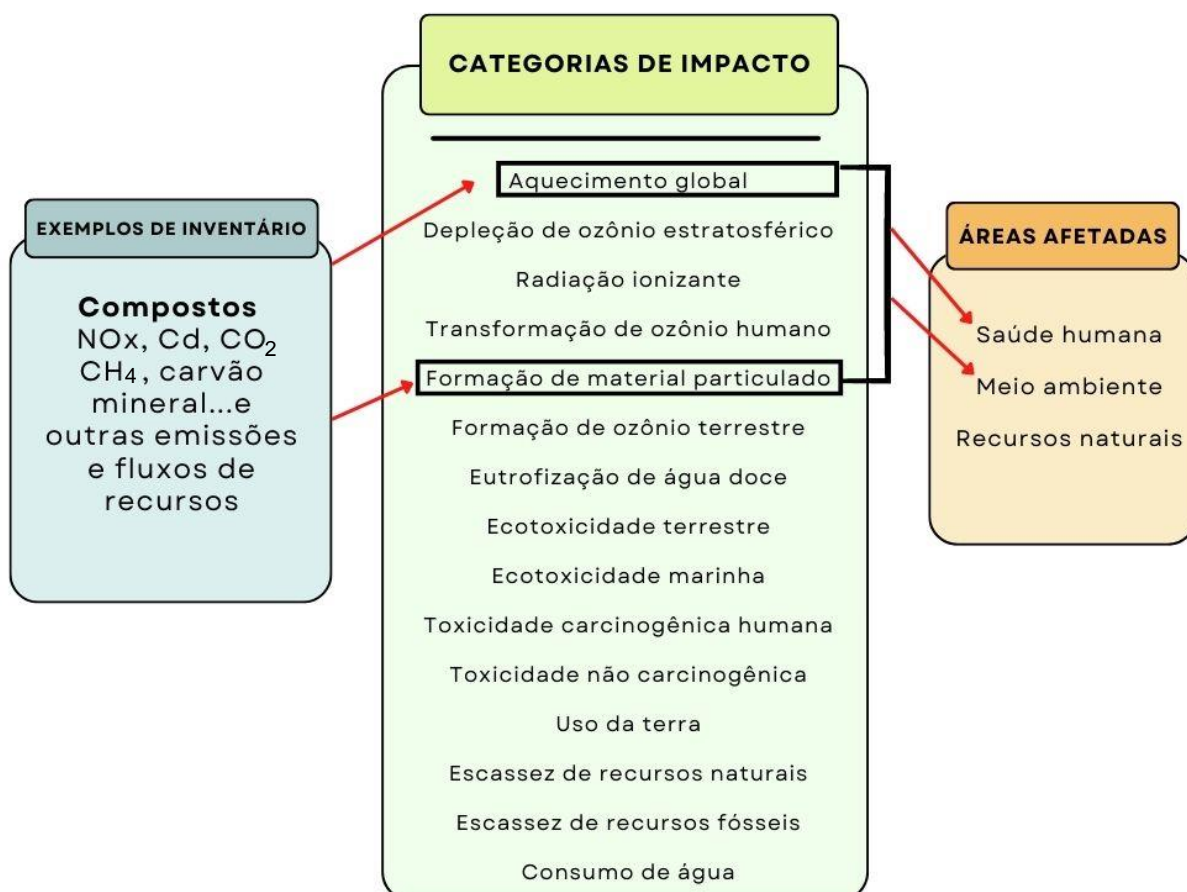 CATEGORIAS DE IMPACTO
EXEMPLOS DE INVENTÁRIO
Compostos
NOx, Cd, CO2
CH4, carvão
mineral...e
outras emissões
e fluxos de
recursos
Aquecimento global
Depleção de ozônio estratosférico
Radiação ionizante
Transformação de ozônio humano
Formação de material particulado
Formação de ozônio terrestre
Eutrofização de água doce
Ecotoxicidade terrestre
Ecotoxicidade marinha
Toxicidade carcinogênica humana
Toxicidade não carcinogênica
Uso da terra
Escassez de recursos naturais
Escassez de recursos fósseis
Consumo de água
ÁREAS AFETADAS
Saúde humana
Meio ambiente
Recursos naturais